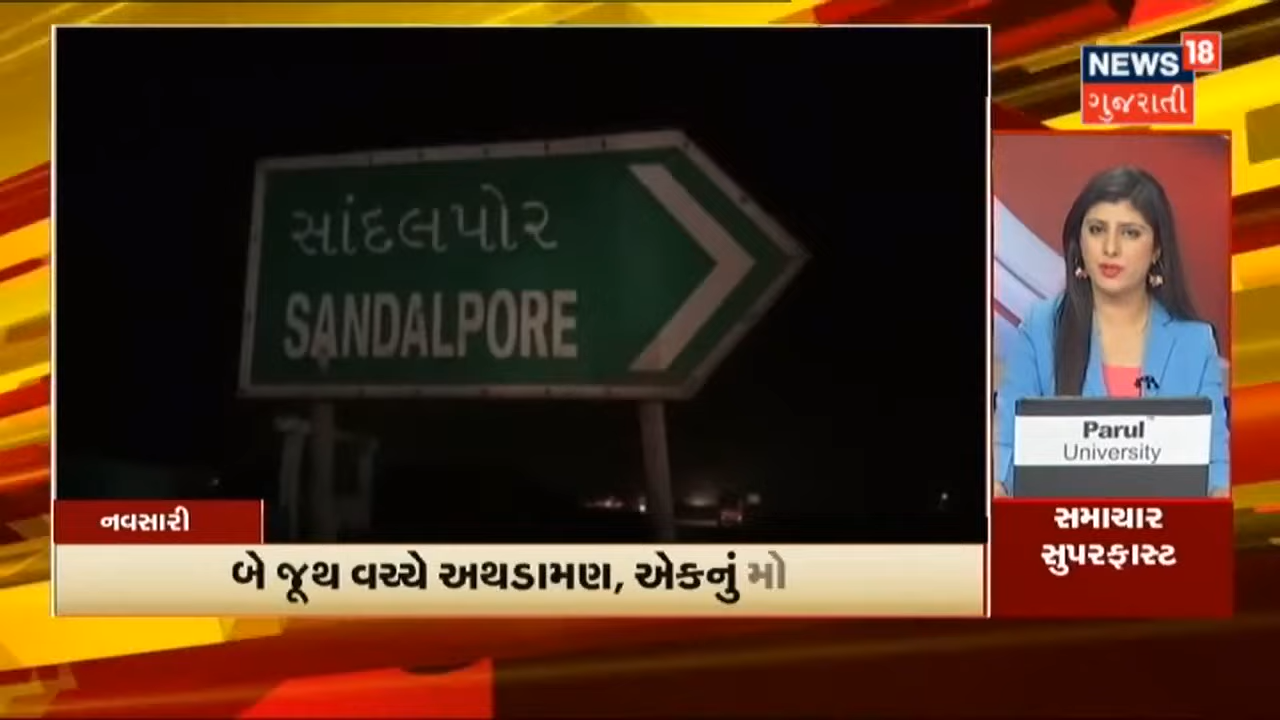 NEWS 18
ગુજરાતી
સાંદલપોર
SANDALPORE
Parul
University
નવસારી
બે જૂથ વચ્ચે અથડામણ, એકનું મો
સમાચાર
સુપરફાસ્ટ